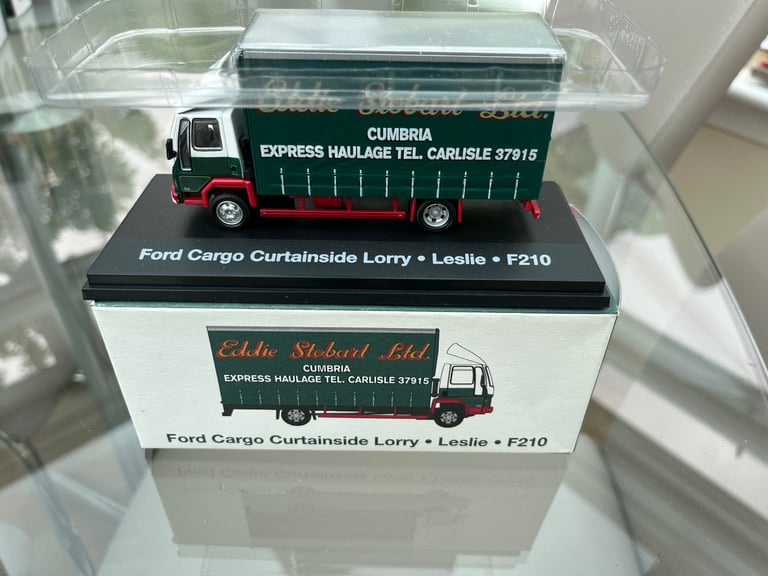 Eddie Stobart Ltd.
CUMBRIA
EXPRESS HAULAGE TEL. CARLISLE 37915
Ford Cargo Curtainside Lorry • Leslie • F210
Eddie Stobart Ltd.
CUMBRIA
EXPRESS HAULAGE TEL. CARLISLE 37915
Ford Cargo Curtainside Lorry • Leslie • F210